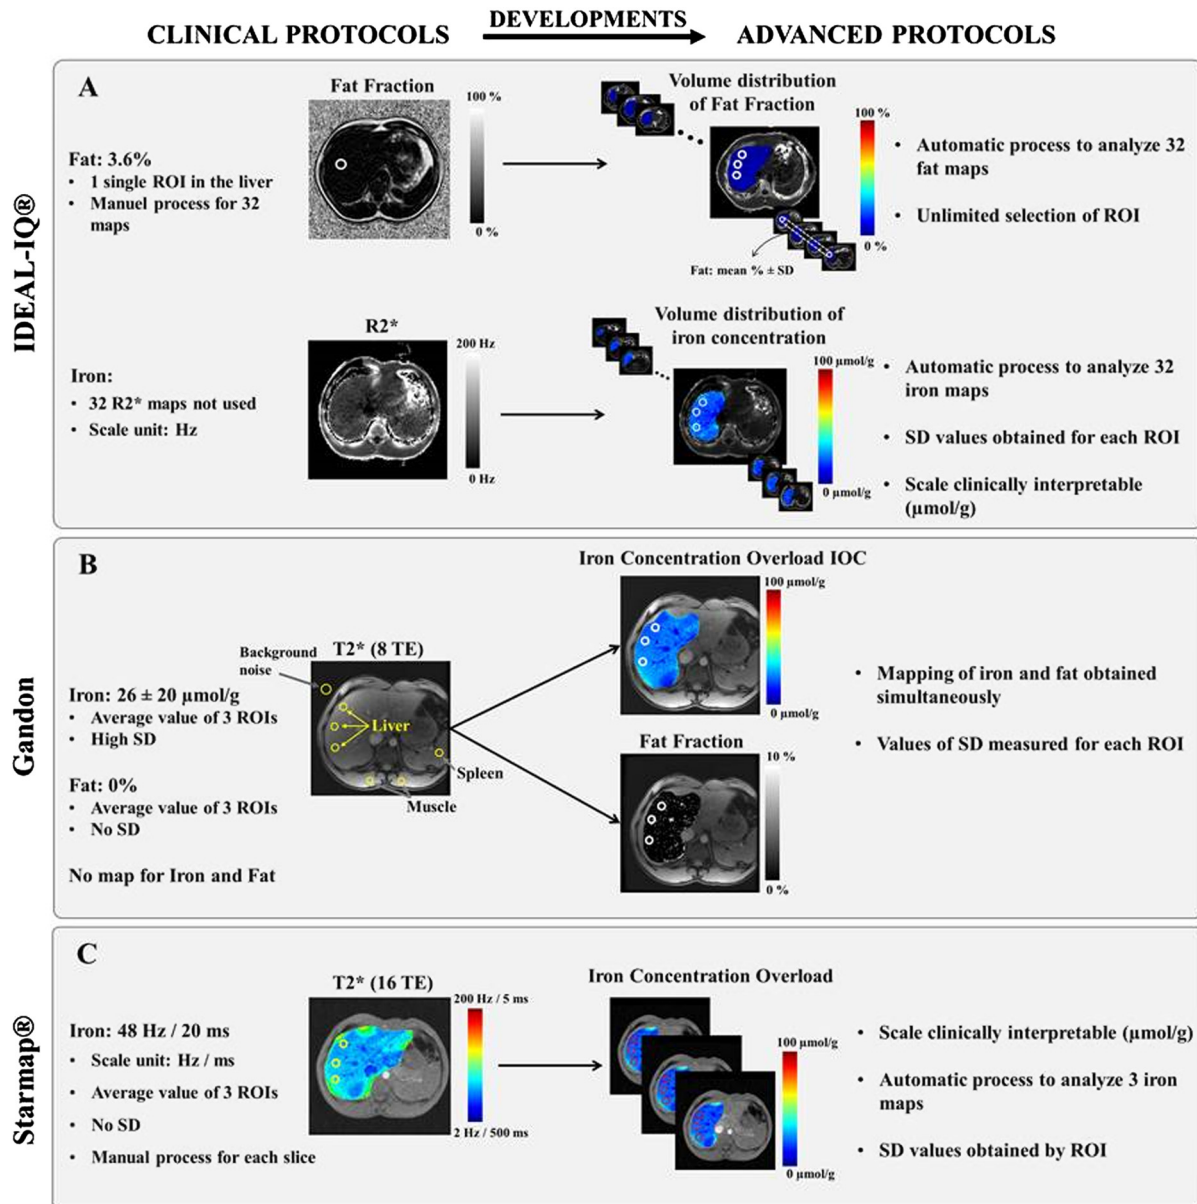 DEVELOPMENTS
CLINICAL PROTOCOLS
ADVANCED PROTOCOLS
IDEAL-IQ®
A
Fat Fraction
100 %
0 %
Fat: 3.6%
• 1 single ROI in the liver
• Manuel process for 32
maps
Volume distribution
of Fat Fraction
100 %
0 %
Fat: mean % ± SD
• Automatic process to analyze 32
fat maps
• Unlimited selection of ROI
R2*
200 Hz
0 Hz
Iron:
• 32 R2* maps not used
• Scale unit: Hz
Volume distribution of
iron concentration
100 µmol/g
0 µmol/g
• Automatic process to analyze 32
iron maps
• SD values obtained for each ROI
• Scale clinically interpretable
(µmol/g)
Gandon
B
Background
noise
T2* (8 TE)
Liver
Spleen
Muscle
Iron: 26 ± 20 µmol/g
• Average value of 3 ROIs
• High SD
Fat: 0%
• Average value of 3 ROIs
• No SD
No map for Iron and Fat
Iron Concentration Overload IOC
100 µmol/g
0 µmol/g
Fat Fraction
10 %
0 %
• Mapping of iron and fat obtained
simultaneously
• Values of SD measured for each ROI
Starmap®
C
T2* (16 TE)
200 Hz / 5 ms
2 Hz / 500 ms
Iron: 48 Hz / 20 ms
• Scale unit: Hz / ms
• Average value of 3 ROIs
• No SD
• Manual process for each slice
Iron Concentration Overload
100 µmol/g
0 µmol/g
• Scale clinically interpretable (µmol/g)
• Automatic process to analyze 3 iron
maps
• SD values obtained by ROI